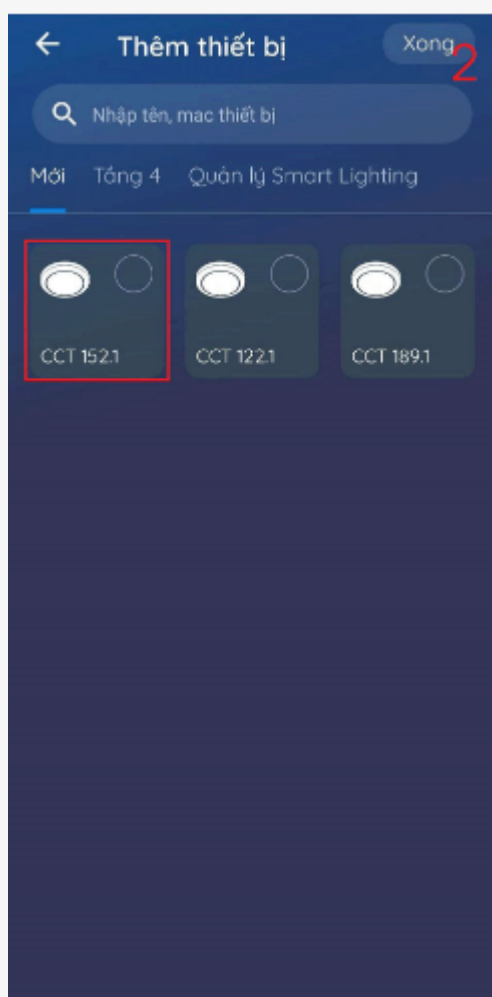 Thêm thiết bị Xong
2
Nhập tên, mac thiết bị
Mới Tầng 4 Quản lý Smart Lighting
CCT 152.1 CCT 122.1 CCT 189.1